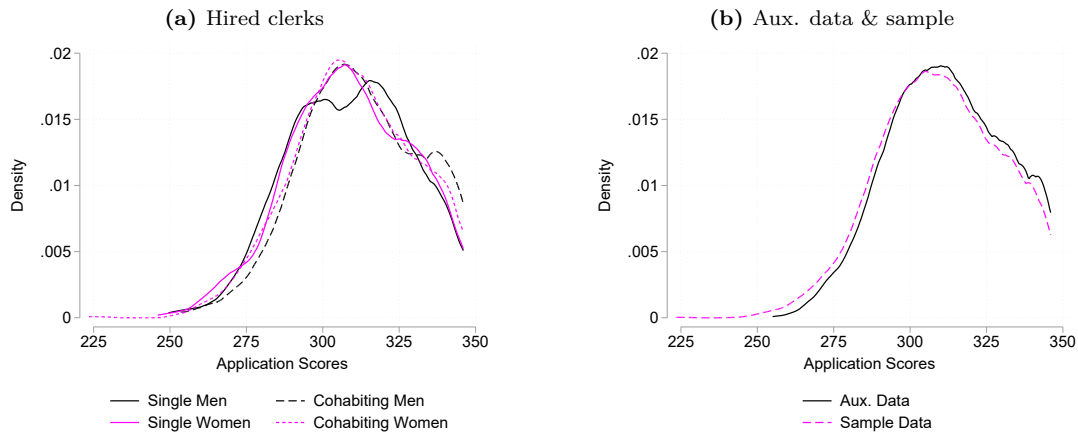 (a) Hired clerks
.02
.015
.01
.005
0
Density
225 250 275 300 325 350
Application Scores
Single Men Cohabiting Men
Single Women Cohabiting Women
(b) Aux. data & sample
.02
.015
.01
.005
0
Density
225 250 275 300 325 350
Application Scores
Aux. Data
Sample Data